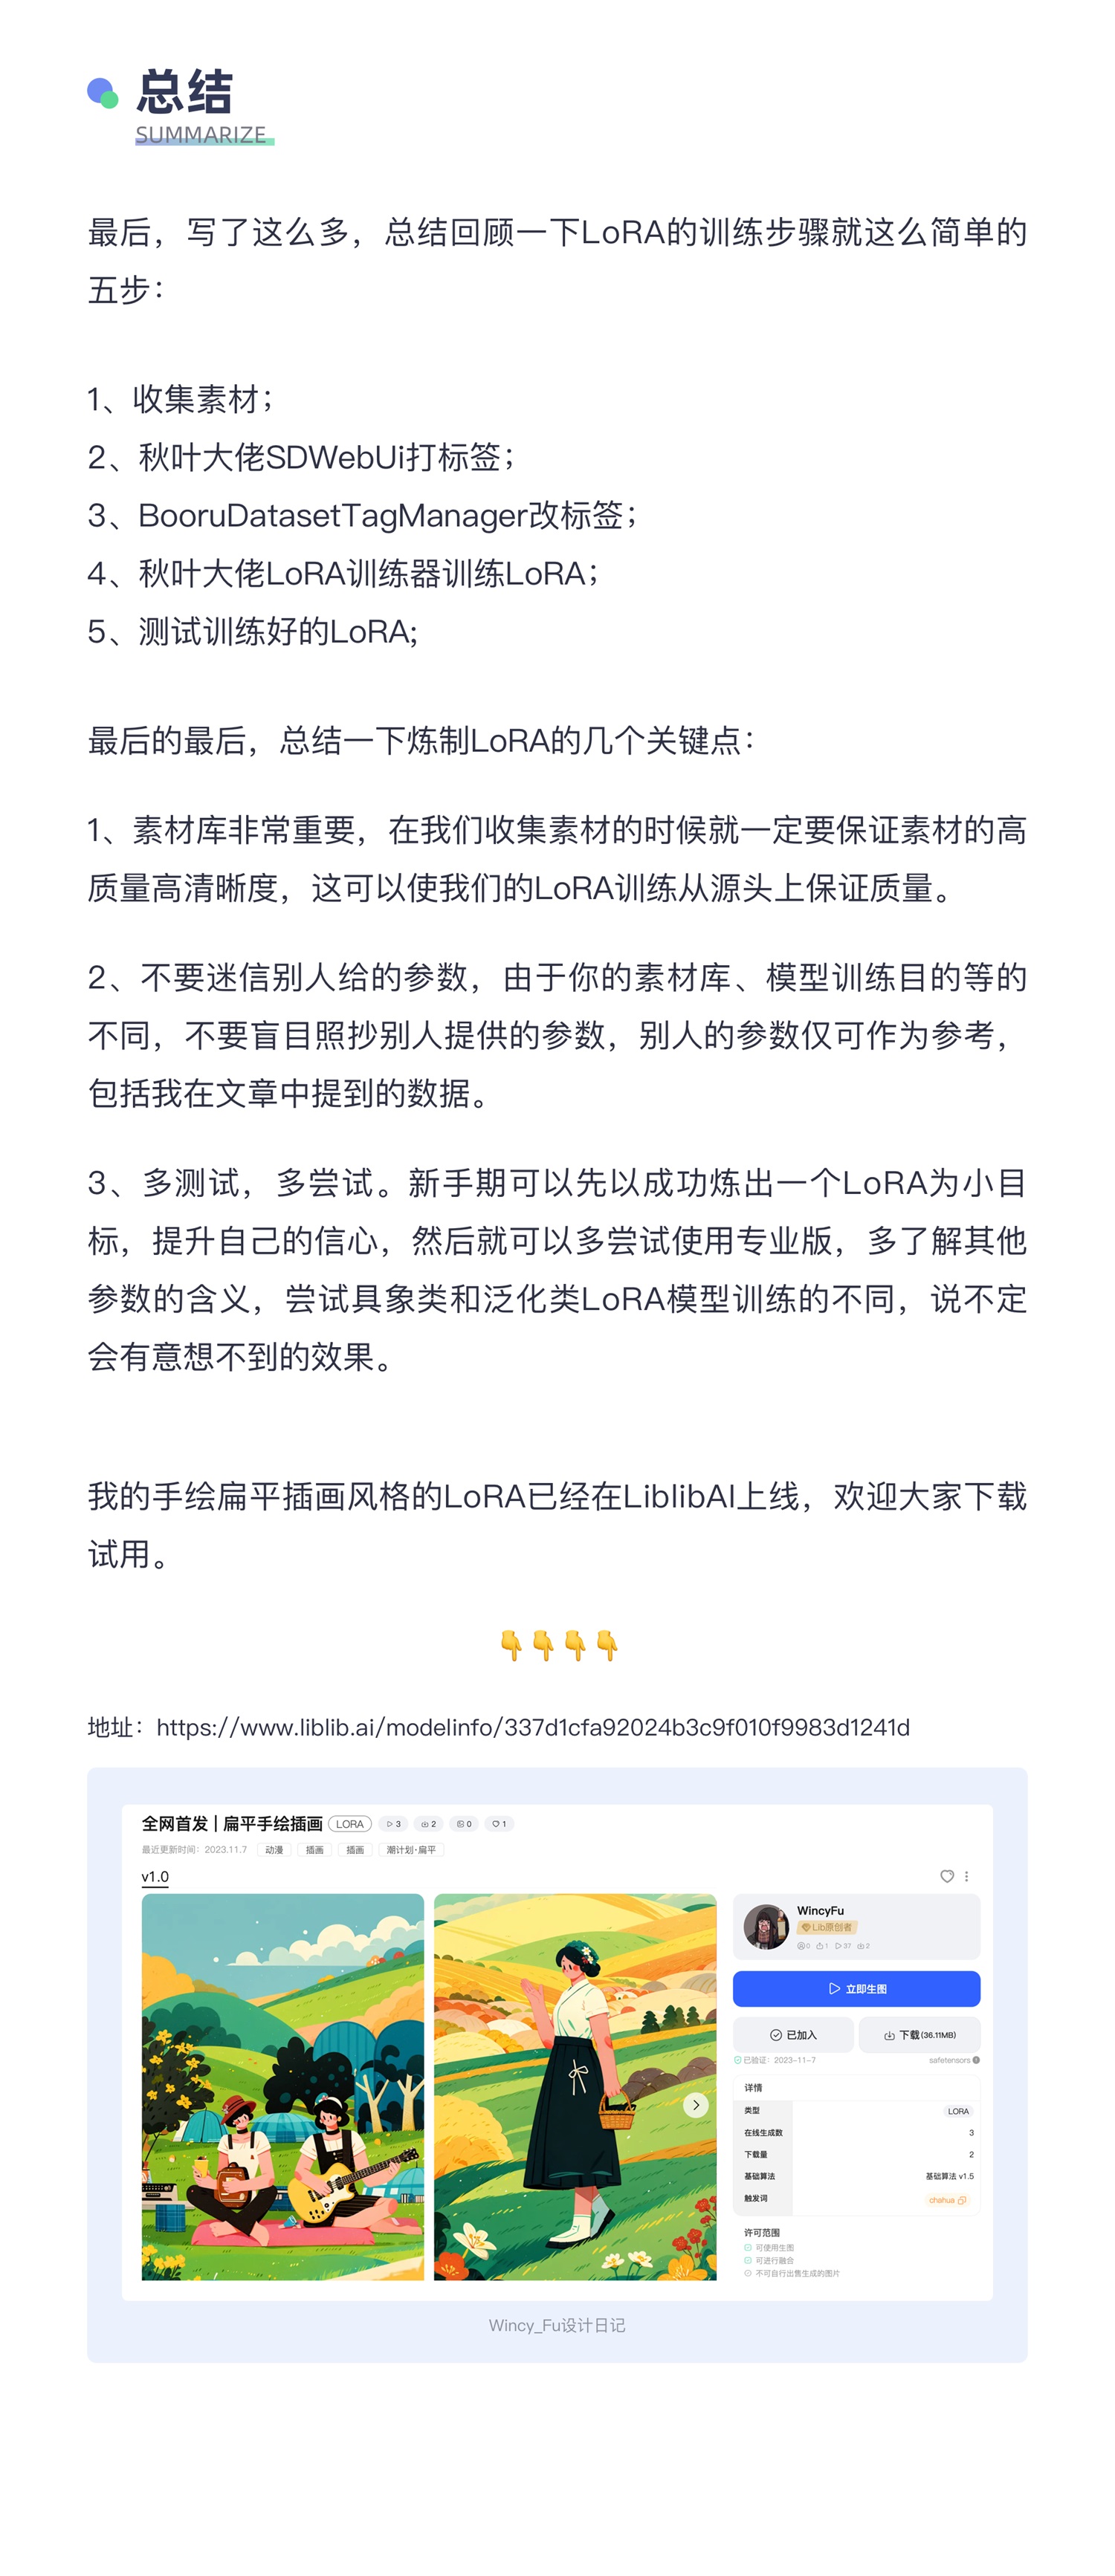 总结
SUMMARIZE
最后，写了这么多，总结回顾一下LoRA的训练步骤就这么简单的
五步：
1、收集素材；
2、秋叶大佬SDWebUi打标签；
3、BooruDatasetTagManager改标签；
4、秋叶大佬LoRA训练器训练LoRA；
5、测试训练好的LoRA;
最后的最后，总结一下炼制LoRA的几个关键点：
1、素材库非常重要，在我们收集素材的时候就一定要保证素材的高
质量高清晰度，这可以使我们的LoRA训练从源头上保证质量。
2、不要迷信别人给的参数，由于你的素材库、模型训练目的等的
不同，不要盲目照抄别人提供的参数，别人的参数仅可作为参考，
包括我在文章中提到的数据。
3、多测试，多尝试。新手期可以先以成功炼出一个LoRA为小目
标，提升自己的信心，然后就可以多尝试使用专业版，多了解其他
参数的含义，尝试具象类和泛化类LoRA模型训练的不同，说不定
会有意想不到的效果。
我的手绘扁平插画风格的LoRA已经在LiblibAI上线，欢迎大家下载
试用。
👇👇👇👇
地址：https://www.liblib.ai/modelinfo/337d1cfa92024b3c9f010f9983d1241d
全网首发 | 扁平手绘插画 LORA 3 2 0 1
最近更新时间：2023.11.7 动漫 插画 插画 潮计划·扁平
v1.0
WincyFu
Lib原创者
0 1 37 2
立即生图
已加入 下载(36.11MB)
已验证：2023-11-7 safetensors
详情
类型 LORA
在线生成数 3
下载量 2
基础算法 基础算法 v1.5
触发词 chahua
许可范围
可使用生图
可进行融合
不可自行出售生成的图片
Wincy_Fu设计日记